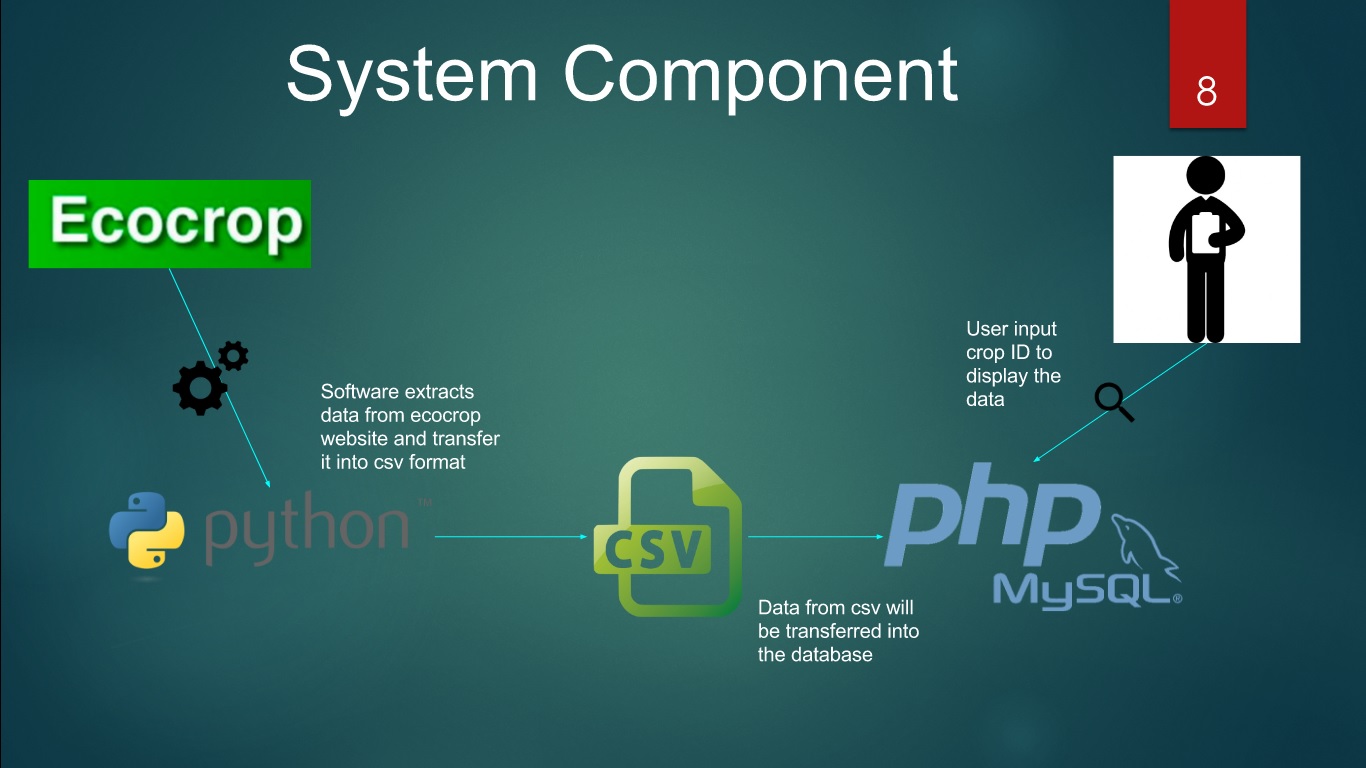 System Component
8
Ecocrop
User input
crop ID to
display the
data
Software extracts
data from ecocrop
website and transfer
it into csv format
python™
CSV
php
MySQL®
Data from csv will
be transferred into
the database